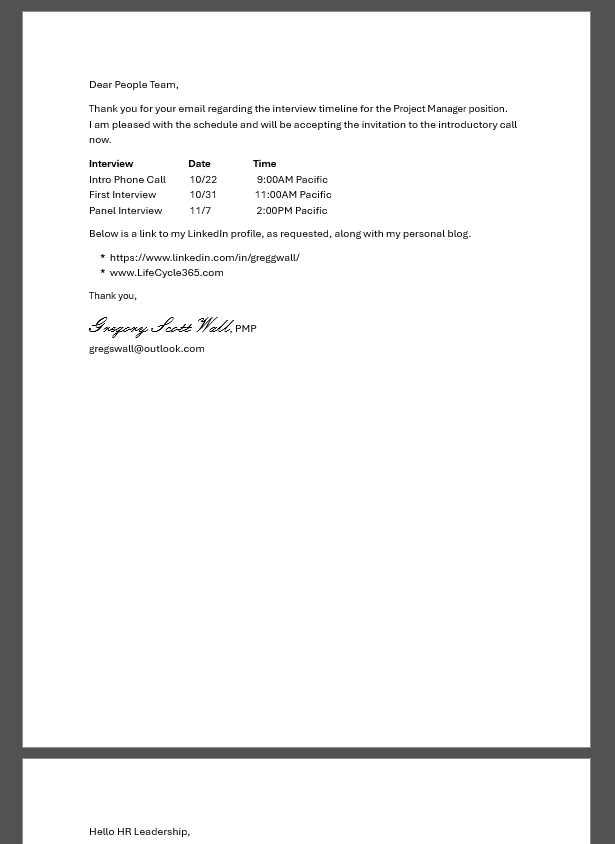 Dear People Team,
Thank you for your email regarding the interview timeline for the Project Manager position.
I am pleased with the schedule and will be accepting the invitation to the introductory call
now.
Interview Date Time
Intro Phone Call 10/22 9:00AM Pacific
First Interview 10/31 11:00AM Pacific
Panel Interview 11/7 2:00PM Pacific
Below is a link to my LinkedIn profile, as requested, along with my personal blog.
* https://www.linkedin.com/in/greggwall/
* www.LifeCycle365.com
Thank you,
Gregory Scott Wall, PMP
gregswall@outlook.com
Hello HR Leadership,